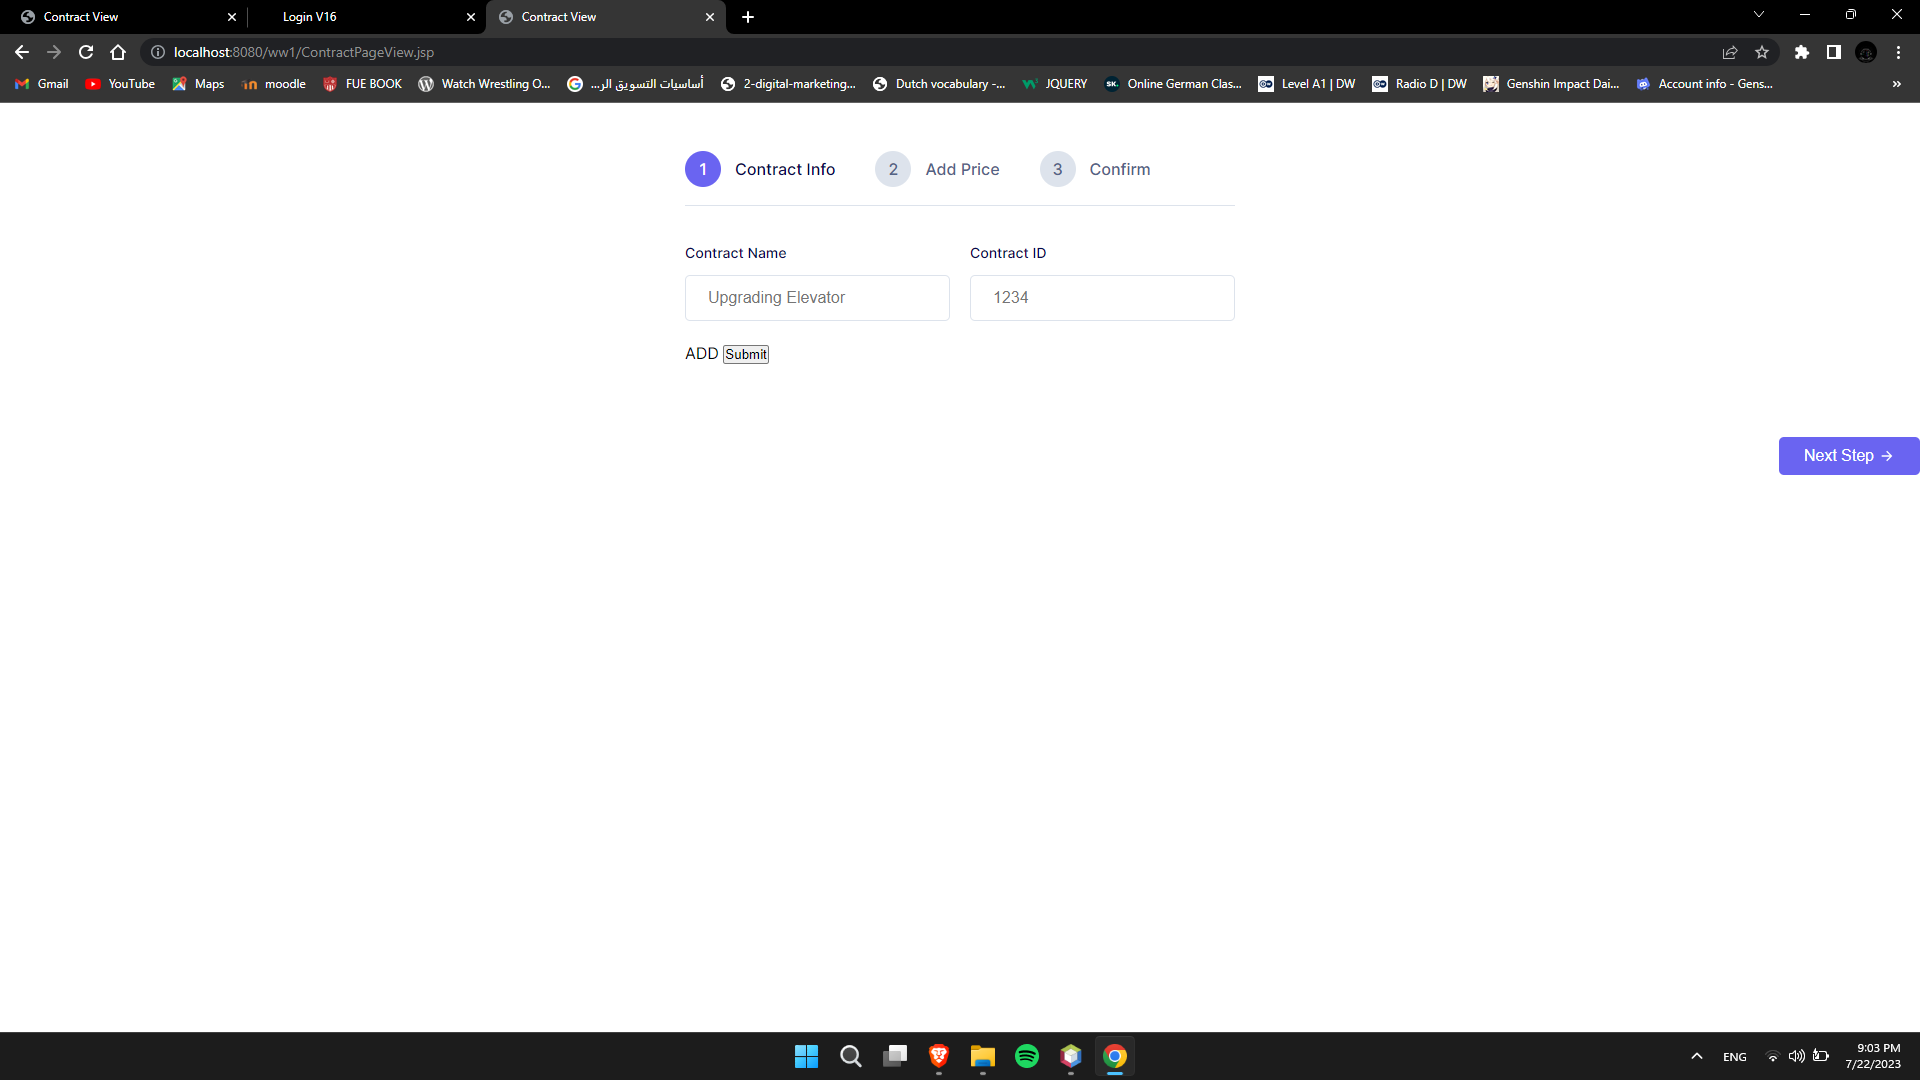 Contract View
Login V16
Contract View
localhost:8080/ww1/ContractPageView.jsp
Gmail
YouTube
Maps
moodle
FUE BOOK
Watch Wrestling O...
أساسيات التسويق الر...
2-digital-marketing...
Dutch vocabulary -...
JQUERY
SK.
Online German Clas...
Level A1 | DW
Radio D | DW
Genshin Impact Dai...
Account info - Gens...
»
1 Contract Info
2 Add Price
3 Confirm
Contract Name
Contract ID
Upgrading Elevator
1234
ADD Submit
Next Step →
ENG
9:03 PM
7/22/2023